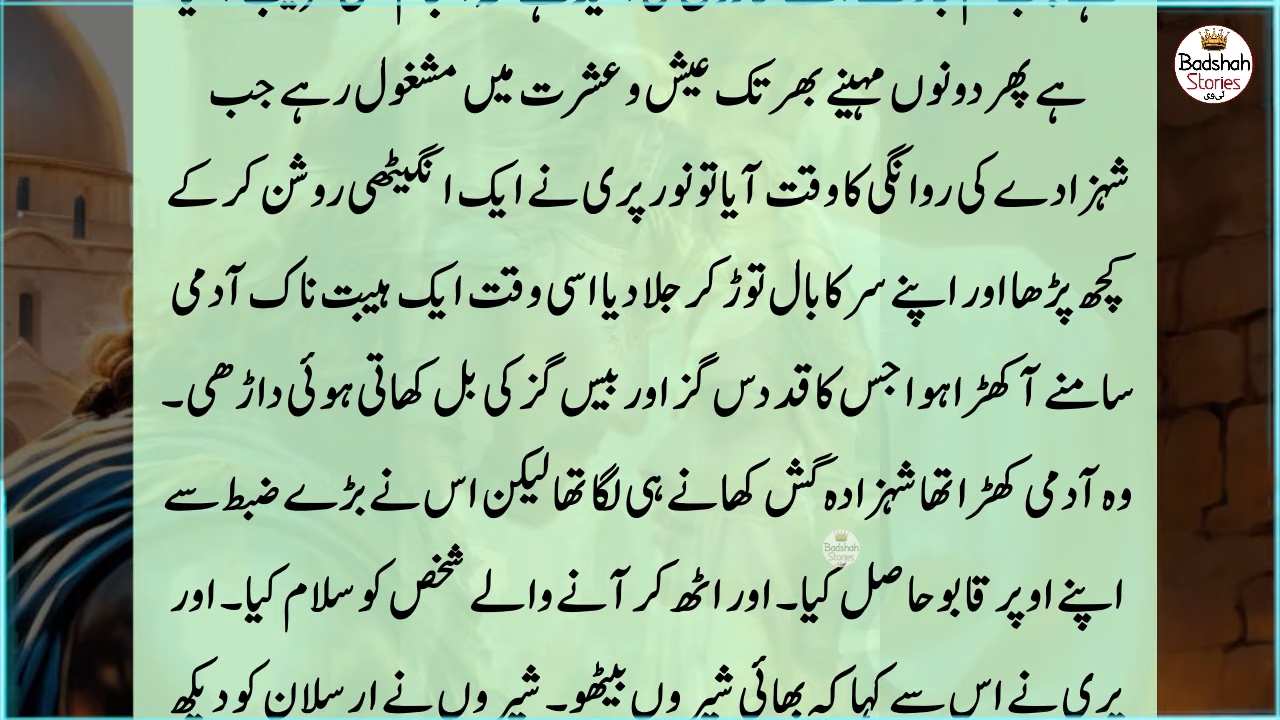 ہے پھر دونوں مہینے بھر تک عیش و عشرت میں مشغول رہے جب
شہزادے کی روانگی کا وقت آیا تو نور پری نے ایک انگیٹھی روشن کر کے
کچھ پڑھا اور اپنے سر کا بال توڑ کر جلا دیا اسی وقت ایک ہیبت ناک آدمی
سامنے آ کھڑا ہوا جس کا قد دس گز اور بیس گز کی بل کھاتی ہوئی داڑھی۔
وہ آدمی کھڑا تھا شہزادہ گش کھانے ہی لگا تھا لیکن اس نے بڑے ضبط سے
اپنے اوپر قابو حاصل کیا۔ اور اٹھ کر آنے والے شخص کو سلام کیا۔ اور
پری نے اس سے کہا کہ بھائی شیروں بیٹھو۔ شیروں نے ارسلان کو دیکھ
Badshah
Stories
ٹی وی
Badshah
Stories